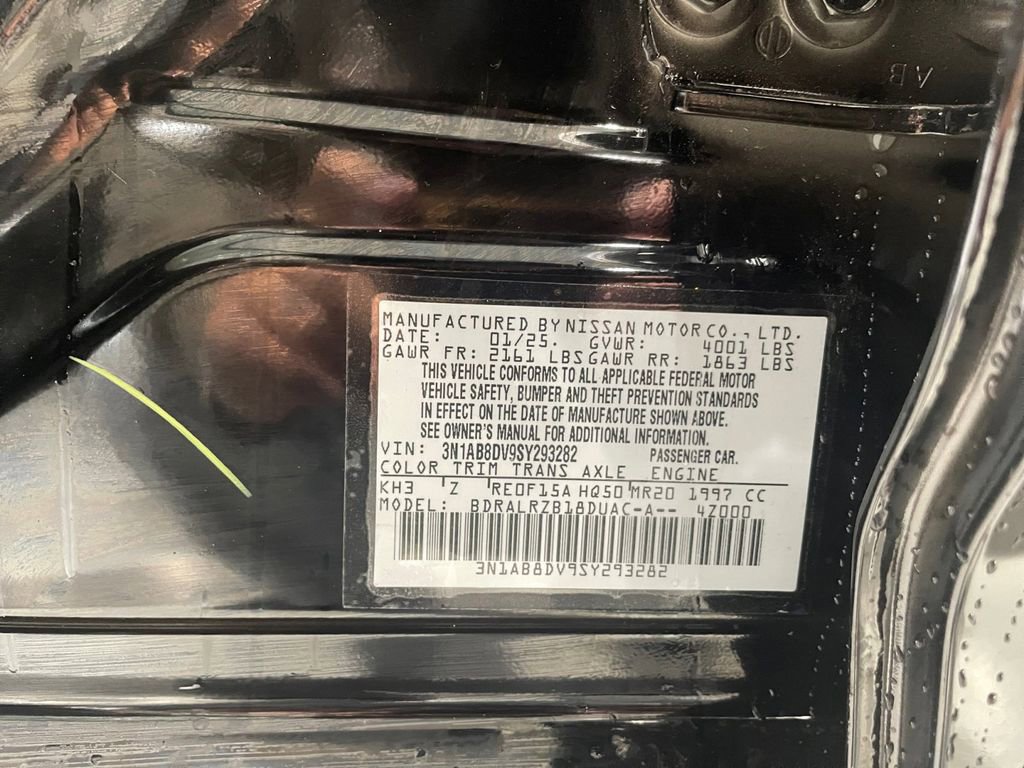 AB
MANUFACTURED BY NISSAN MOTOR CO., LTD.
DATE: 01/25. GVWR: 4001 LBS
GAWR FR: 2161 LBS GAWR RR: 1863 LBS
THIS VEHICLE CONFORMS TO ALL APPLICABLE FEDERAL MOTOR
VEHICLE SAFETY, BUMPER AND THEFT PREVENTION STANDARDS
IN EFFECT ON THE DATE OF MANUFACTURE SHOWN ABOVE.
SEE OWNER'S MANUAL FOR ADDITIONAL INFORMATION.
VIN: 3N1AB8DV9SY293282 PASSENGER CAR.
COLOR TRIM TRANS AXLE ENGINE
KH3 Z RE0F15A HQ50 MR20 1997 CC
MODEL: BDRALRZB18DUAC-A-- 4Z000
3N1AB8DV9SY293282